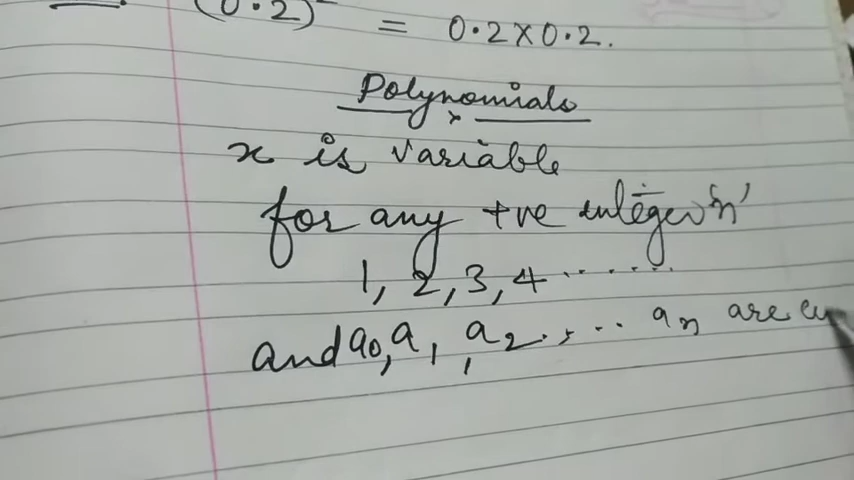 (0.2) = 0.2×0.2.
Polynomials
x is variable
for any +ve integer 'n'
1, 2, 3, 4 .......
and a0, a1, a2, ... an are